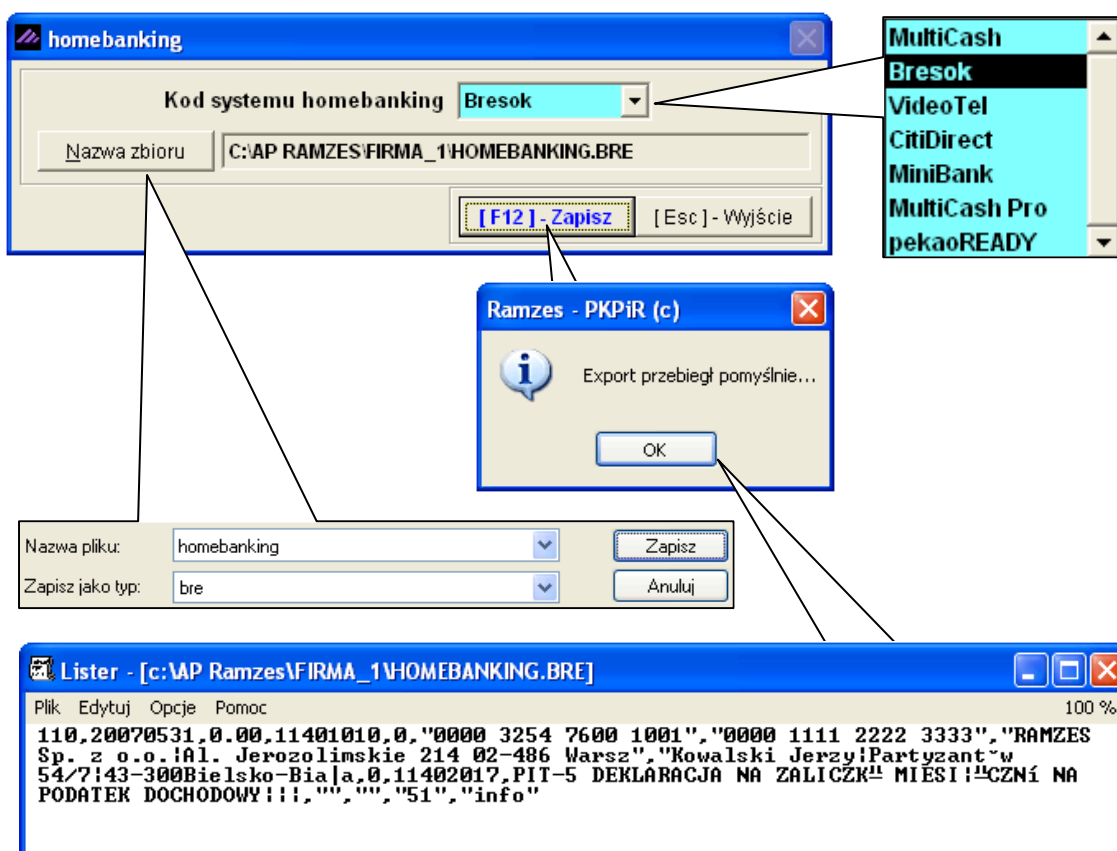 homebanking
Kod systemu homebanking Bresok
Nazwa zbioru C:\AP RAMZES\FIRMA_1\HOMEBANKING.BRE
[ F12 ] - Zapisz [ Esc ] - Wyjście
MultiCash
Bresok
VideoTel
CitiDirect
MiniBank
MultiCash Pro
pekaoREADY
Ramzes - PKPiR (c)
Export przebiegł pomyślnie...
OK
Nazwa pliku: homebanking Zapisz
Zapisz jako typ: bre Anuluj
Lister - [c:\AP Ramzes\FIRMA_1\HOMEBANKING.BRE]
Plik Edytuj Opcje Pomoc 100 %
110,20070531,0.00,11401010,0,"0000 3254 7600 1001","0000 1111 2222 3333","RAMZES
Sp. z o.o.¦Al. Jerozolimskie 214 02-486 Warsz","Kowalski Jerzy¦Partyzant˘w
54/7¦43-300Bielsko-Bia|a,0,11402017,PIT-5 DEKLARACJA NA ZALICZK╨ MIESI¦╨CZNí NA
PODATEK DOCHODOWY¦¦¦,"","","51","info"